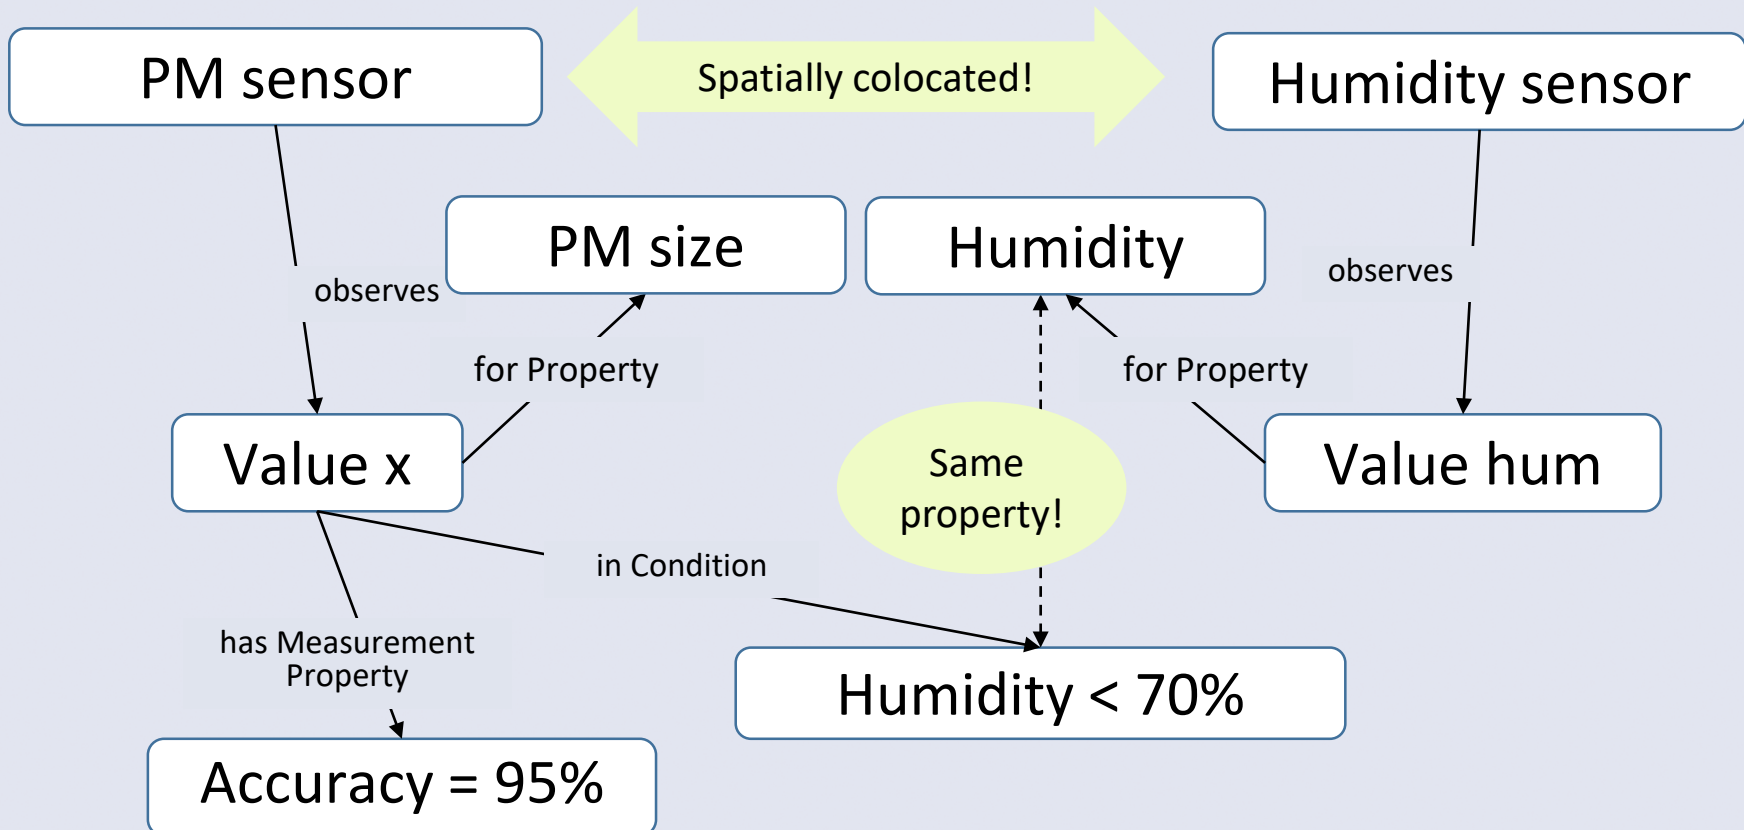 PM sensor
Spatially colocated!
Humidity sensor
PM size
Humidity
observes
observes
for Property
for Property
Value x
Same
property!
Value hum
in Condition
has Measurement
Property
Humidity < 70%
Accuracy = 95%